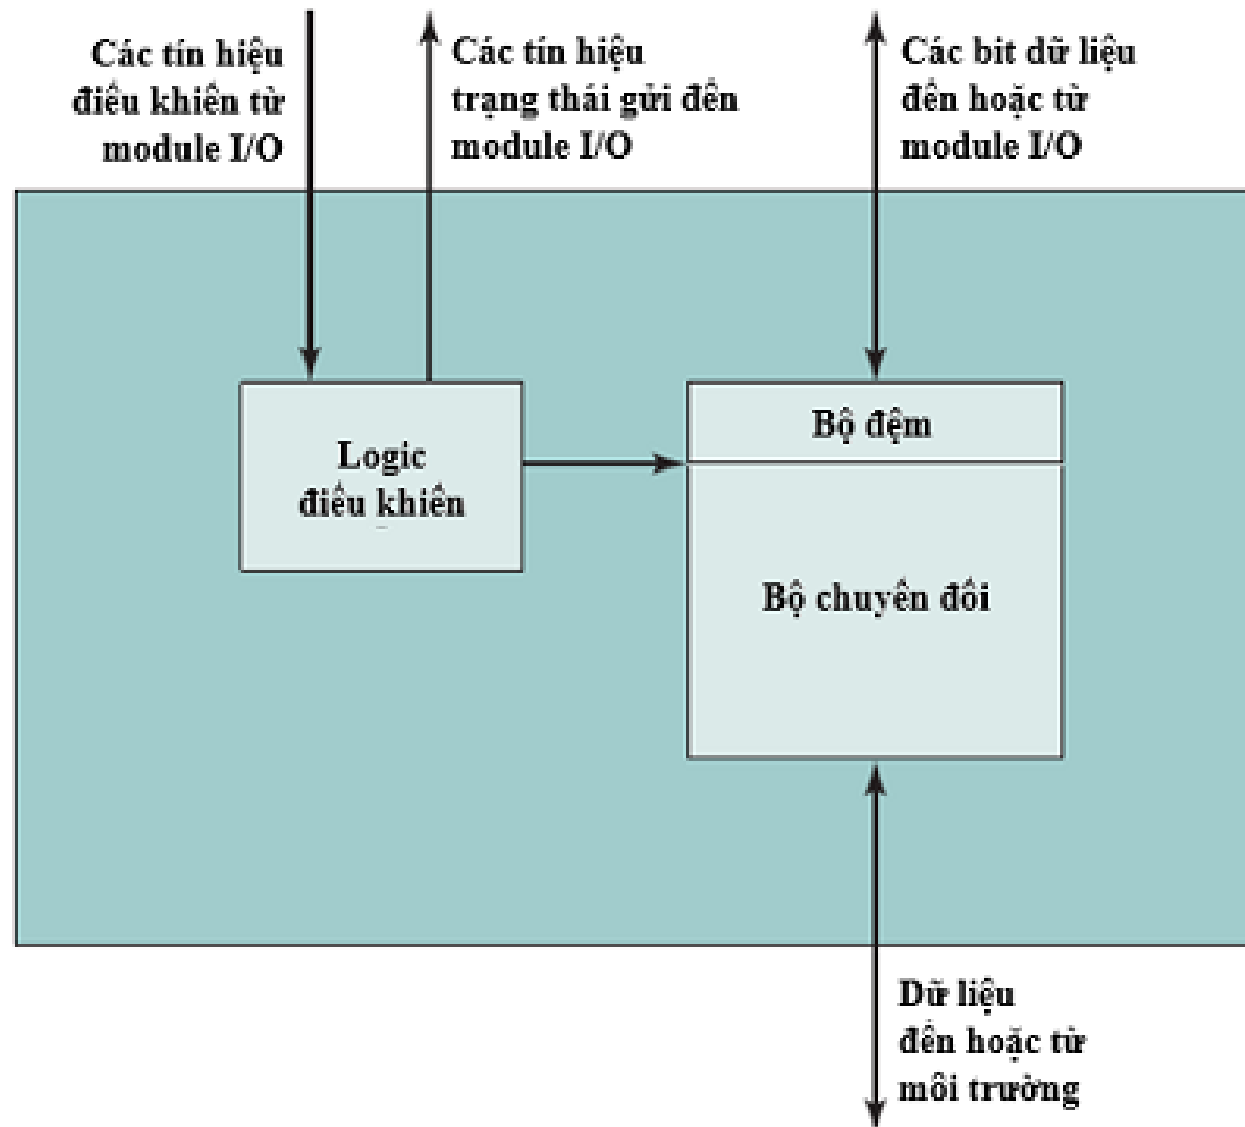 Các tín hiệu
điều khiển từ
module I/O
Các tín hiệu
trạng thái gửi đến
module I/O
Các bit dữ liệu
đến hoặc từ
module I/O
Logic
điều khiển
Bộ đệm
Bộ chuyển đổi
Dữ liệu
đến hoặc từ
môi trường